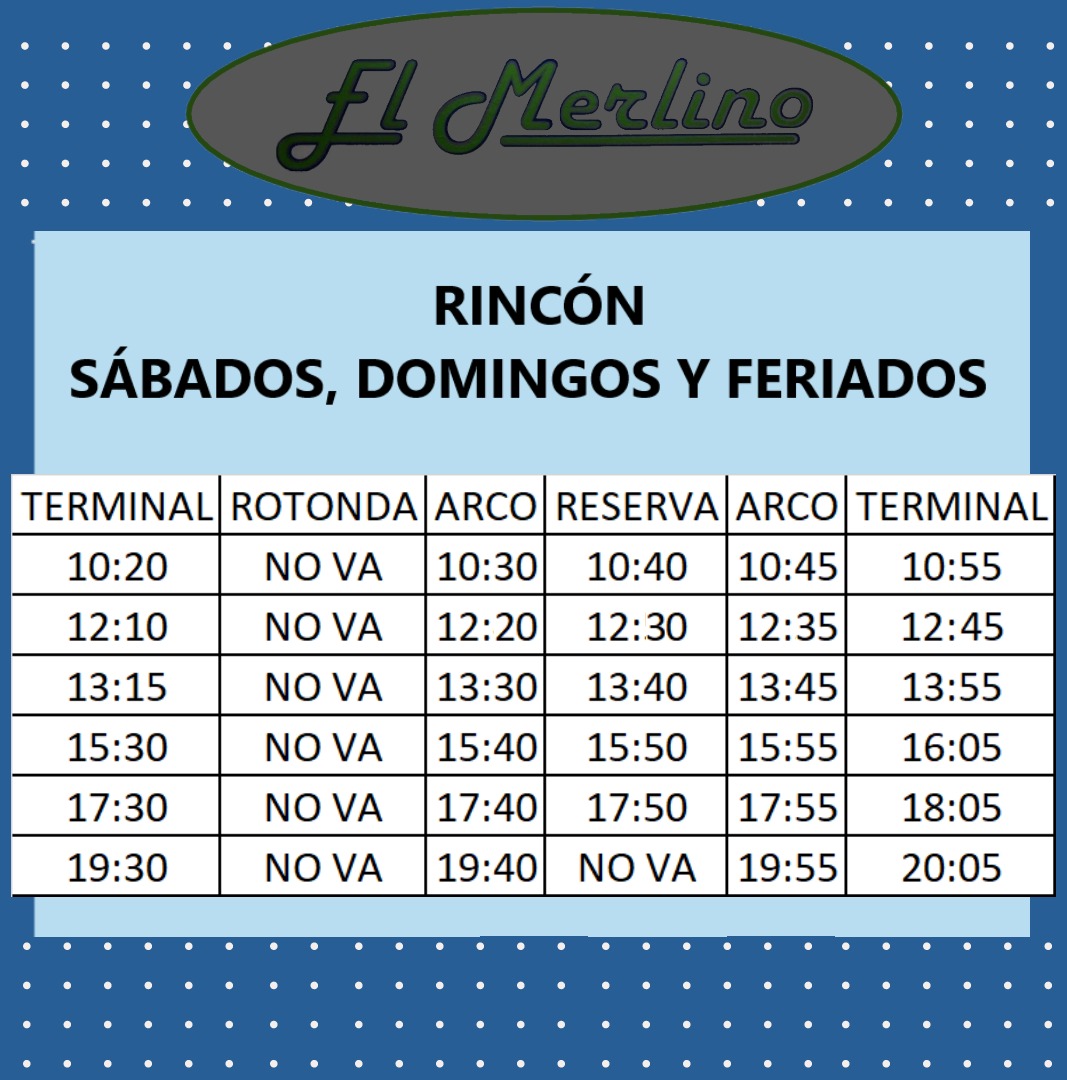 El Merlino
RINCÓN
SÁBADOS, DOMINGOS Y FERIADOS
TERMINAL ROTONDA ARCO RESERVA ARCO TERMINAL
10:20 NO VA 10:30 10:40 10:45 10:55
12:10 NO VA 12:20 12:30 12:35 12:45
13:15 NO VA 13:30 13:40 13:45 13:55
15:30 NO VA 15:40 15:50 15:55 16:05
17:30 NO VA 17:40 17:50 17:55 18:05
19:30 NO VA 19:40 NO VA 19:55 20:05